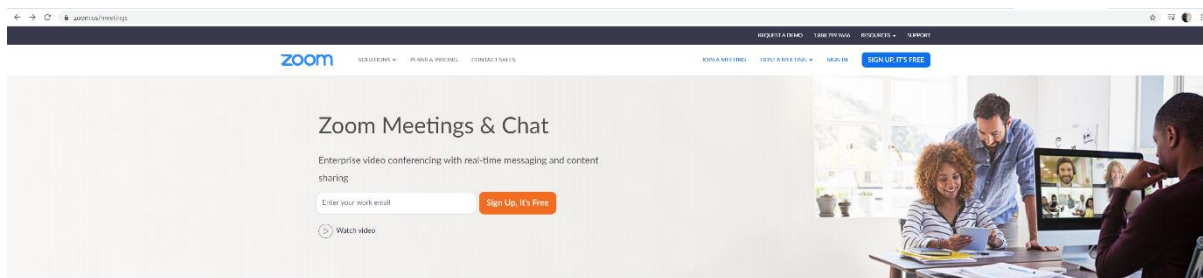 zoom.us/meetings
REQUEST A DEMO 1.888.799.9666 RESOURCES SUPPORT
zoom SOLUTIONS PLANS & PRICING CONTACT SALES JOIN A MEETING HOST A MEETING SIGN IN SIGN UP, IT'S FREE
Zoom Meetings & Chat
Enterprise video conferencing with real-time messaging and content
sharing
Enter your work email Sign Up, It's Free
Watch video